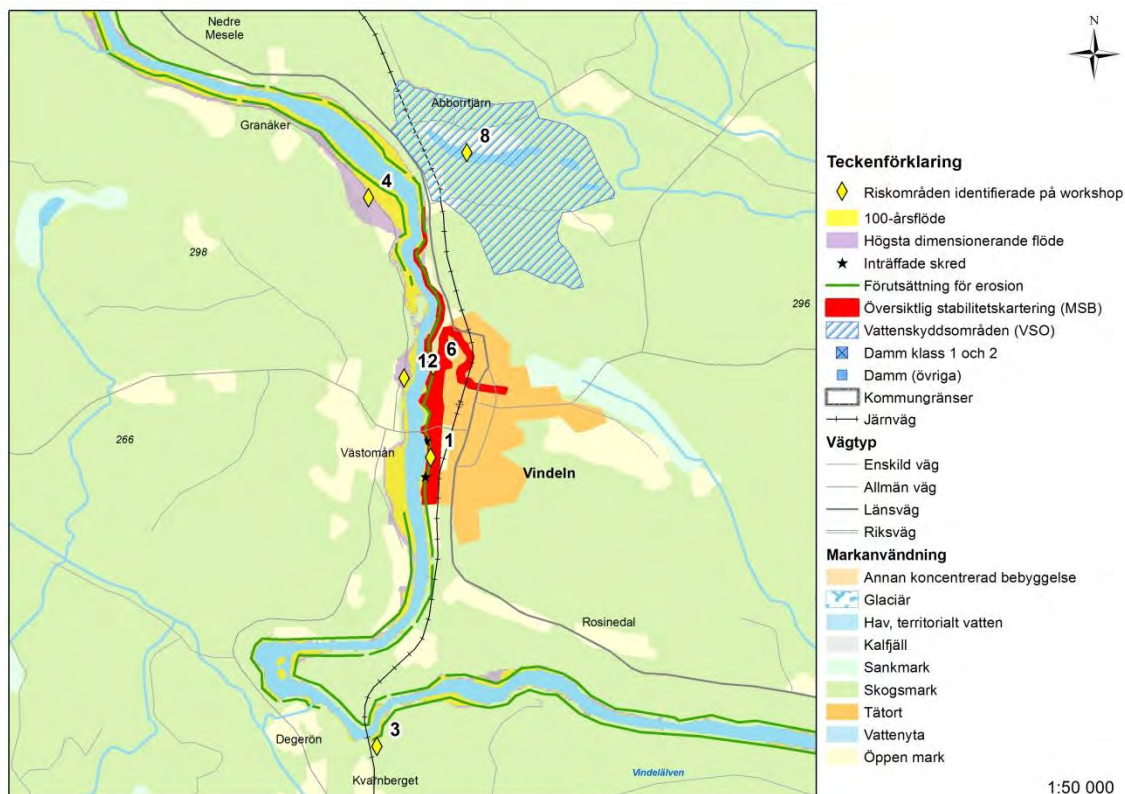 Nedre
Mesele
Abborrtjärn
8
Granåker
4
298
296
6
12
266
1
Västomån
Vindeln
Rosinedal
Degerön
3
Kvarnberget
Vindelälven
N
Teckenförklaring
Riskområden identifierade på workshop
100-årsflöde
Högsta dimensionerande flöde
Inträffade skred
Förutsättning för erosion
Översiktlig stabilitetskartering (MSB)
Vattenskyddsområden (VSO)
Damm klass 1 och 2
Damm (övriga)
Kommungränser
Järnväg
Vägtyp
Enskild väg
Allmän väg
Länsväg
Riksväg
Markanvändning
Annan koncentrerad bebyggelse
Glaciär
Hav, territorialt vatten
Kalfjäll
Sankmark
Skogsmark
Tätort
Vattenyta
Öppen mark
1:50 000